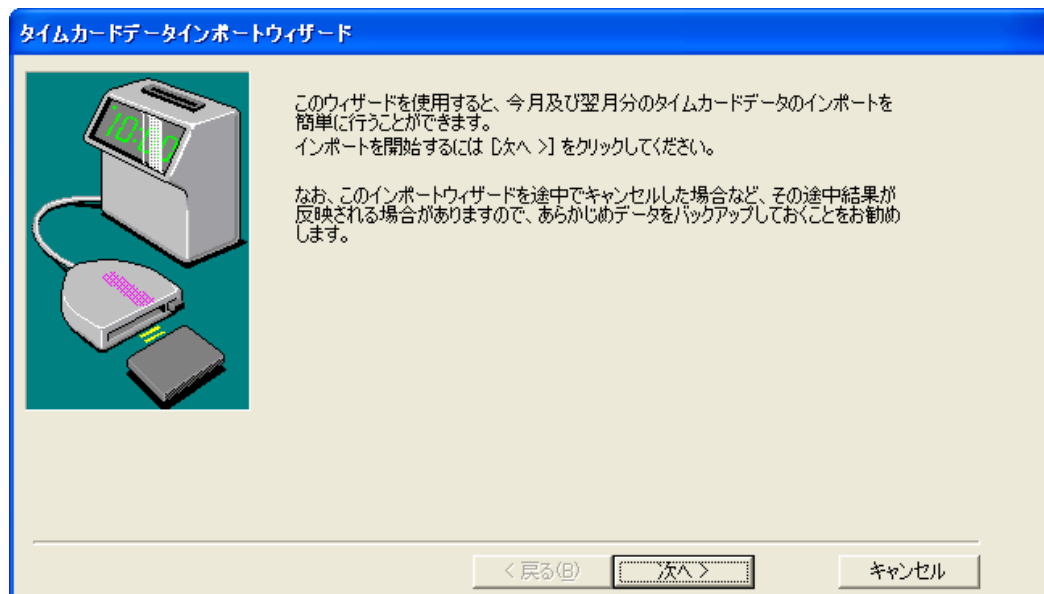 タイムカードデータインポートウィザード
10:00
このウィザードを使用すると、今月及び翌月分のタイムカードデータのインポートを
簡単に行うことができます。
インポートを開始するには [次へ >] をクリックしてください。
なお、このインポートウィザードを途中でキャンセルした場合など、その途中結果が
反映される場合がありますので、あらかじめデータをバックアップしておくことをお勧め
します。
< 戻る(B)
次へ >
キャンセル